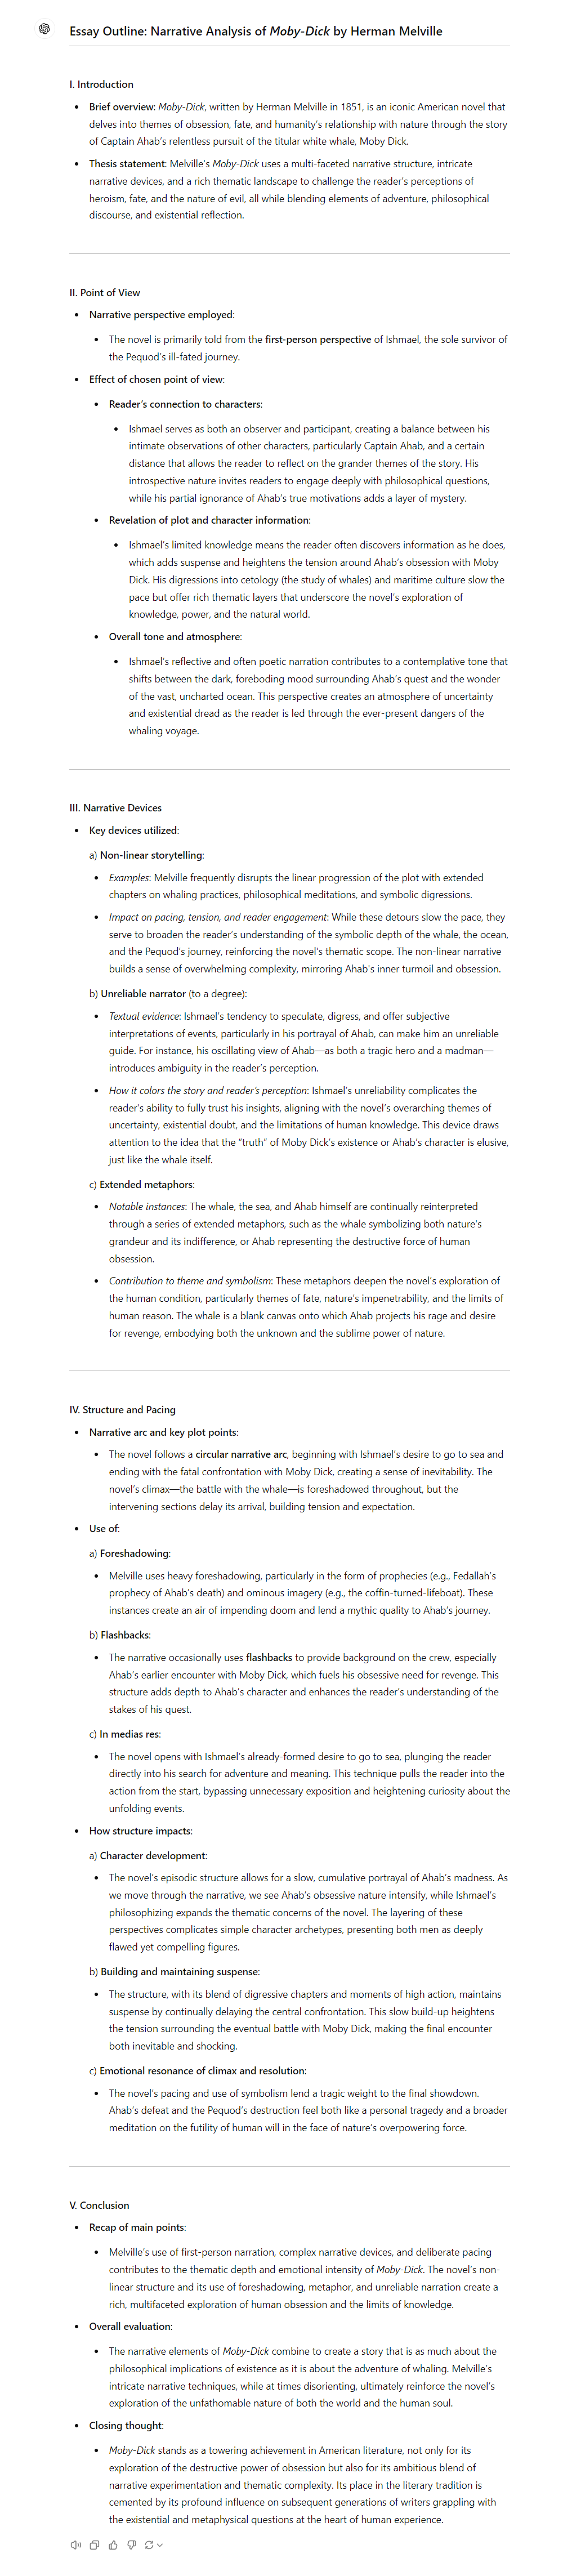 Essay Outline: Narrative Analysis of Moby-Dick by Herman Melville
I. Introduction
• Brief overview: Moby-Dick, written by Herman Melville in 1851, is an iconic American novel that
delves into themes of obsession, fate, and humanity's relationship with nature through the story
of Captain Ahab's relentless pursuit of the titular white whale, Moby Dick.
• Thesis statement: Melville's Moby-Dick uses a multi-faceted narrative structure, intricate
narrative devices, and a rich thematic landscape to challenge the reader's perceptions of
heroism, fate, and the nature of evil, all while blending elements of adventure, philosophical
discourse, and existential reflection.
II. Point of View
• Narrative perspective employed:
• The novel is primarily told from the first-person perspective of Ishmael, the sole survivor of
the Pequod's ill-fated journey.
• Effect of chosen point of view:
• Reader's connection to characters:
• Ishmael serves as both an observer and participant, creating a balance between his
intimate observations of other characters, particularly Captain Ahab, and a certain
distance that allows the reader to reflect on the grander themes of the story. His
introspective nature invites readers to engage deeply with philosophical questions,
while his partial ignorance of Ahab's true motivations adds a layer of mystery.
• Revelation of plot and character information:
• Ishmael's limited knowledge means the reader often discovers information as he does,
which adds suspense and heightens the tension around Ahab's obsession with Moby
Dick. His digressions into cetology (the study of whales) and maritime culture slow the
pace but offer rich thematic layers that underscore the novel's exploration of
knowledge, power, and the natural world.
• Overall tone and atmosphere:
• Ishmael's reflective and often poetic narration contributes to a contemplative tone that
shifts between the dark, foreboding mood surrounding Ahab's quest and the wonder
of the vast, uncharted ocean. This perspective creates an atmosphere of uncertainty
and existential dread as the reader is led through the ever-present dangers of the
whaling voyage.
III. Narrative Devices
• Key devices utilized:
a) Non-linear storytelling:
• Examples: Melville frequently disrupts the linear progression of the plot with extended
chapters on whaling practices, philosophical meditations, and symbolic digressions.
• Impact on pacing, tension, and reader engagement: While these detours slow the pace, they
serve to broaden the reader's understanding of the symbolic depth of the whale, the ocean,
and the Pequod's journey, reinforcing the novel's thematic scope. The non-linear narrative
builds a sense of overwhelming complexity, mirroring Ahab's inner turmoil and obsession.
b) Unreliable narrator (to a degree):
• Textual evidence: Ishmael's tendency to speculate, digress, and offer subjective
interpretations of events, particularly in his portrayal of Ahab, can make him an unreliable
guide. For instance, his oscillating view of Ahab—as both a tragic hero and a madman—
introduces ambiguity in the reader's perception.
• How it colors the story and reader's perception: Ishmael's unreliability complicates the
reader's ability to fully trust his insights, aligning with the novel's overarching themes of
uncertainty, existential doubt, and the limitations of human knowledge. This device draws
attention to the idea that the "truth" of Moby Dick's existence or Ahab's character is elusive,
just like the whale itself.
c) Extended metaphors:
• Notable instances: The whale, the sea, and Ahab himself are continually reinterpreted
through a series of extended metaphors, such as the whale symbolizing both nature's
grandeur and its indifference, or Ahab representing the destructive force of human
obsession.
• Contribution to theme and symbolism: These metaphors deepen the novel's exploration of
the human condition, particularly themes of fate, nature's impenetrability, and the limits of
human reason. The whale is a blank canvas onto which Ahab projects his rage and desire
for revenge, embodying both the unknown and the sublime power of nature.
IV. Structure and Pacing
• Narrative arc and key plot points:
• The novel follows a circular narrative arc, beginning with Ishmael's desire to go to sea and
ending with the fatal confrontation with Moby Dick, creating a sense of inevitability. The
novel's climax—the battle with the whale—is foreshadowed throughout, but the
intervening sections delay its arrival, building tension and expectation.
• Use of:
a) Foreshadowing:
• Melville uses heavy foreshadowing, particularly in the form of prophecies (e.g., Fedallah's
prophecy of Ahab's death) and ominous imagery (e.g., the coffin-turned-lifeboat). These
instances create an air of impending doom and lend a mythic quality to Ahab's journey.
b) Flashbacks:
• The narrative occasionally uses flashbacks to provide background on the crew, especially
Ahab's earlier encounter with Moby Dick, which fuels his obsessive need for revenge. This
structure adds depth to Ahab's character and enhances the reader's understanding of the
stakes of his quest.
c) In medias res:
• The novel opens with Ishmael's already-formed desire to go to sea, plunging the reader
directly into his search for adventure and meaning. This technique pulls the reader into the
action from the start, bypassing unnecessary exposition and heightening curiosity about the
unfolding events.
• How structure impacts:
a) Character development:
• The novel's episodic structure allows for a slow, cumulative portrayal of Ahab's madness. As
we move through the narrative, we see Ahab's obsessive nature intensify, while Ishmael's
philosophizing expands the thematic concerns of the novel. The layering of these
perspectives complicates simple character archetypes, presenting both men as deeply
flawed yet compelling figures.
b) Building and maintaining suspense:
• The structure, with its blend of digressive chapters and moments of high action, maintains
suspense by continually delaying the central confrontation. This slow build-up heightens
the tension surrounding the eventual battle with Moby Dick, making the final encounter
both inevitable and shocking.
c) Emotional resonance of climax and resolution:
• The novel's pacing and use of symbolism lend a tragic weight to the final showdown.
Ahab's defeat and the Pequod's destruction feel both like a personal tragedy and a broader
meditation on the futility of human will in the face of nature's overpowering force.
V. Conclusion
• Recap of main points:
• Melville's use of first-person narration, complex narrative devices, and deliberate pacing
contributes to the thematic depth and emotional intensity of Moby-Dick. The novel's non-
linear structure and its use of foreshadowing, metaphor, and unreliable narration create a
rich, multifaceted exploration of human obsession and the limits of knowledge.
• Overall evaluation:
• The narrative elements of Moby-Dick combine to create a story that is as much about the
philosophical implications of existence as it is about the adventure of whaling. Melville's
intricate narrative techniques, while at times disorienting, ultimately reinforce the novel's
exploration of the unfathomable nature of both the world and the human soul.
• Closing thought:
• Moby-Dick stands as a towering achievement in American literature, not only for its
exploration of the destructive power of obsession but also for its ambitious blend of
narrative experimentation and thematic complexity. Its place in the literary tradition is
cemented by its profound influence on subsequent generations of writers grappling with
the existential and metaphysical questions at the heart of human experience.